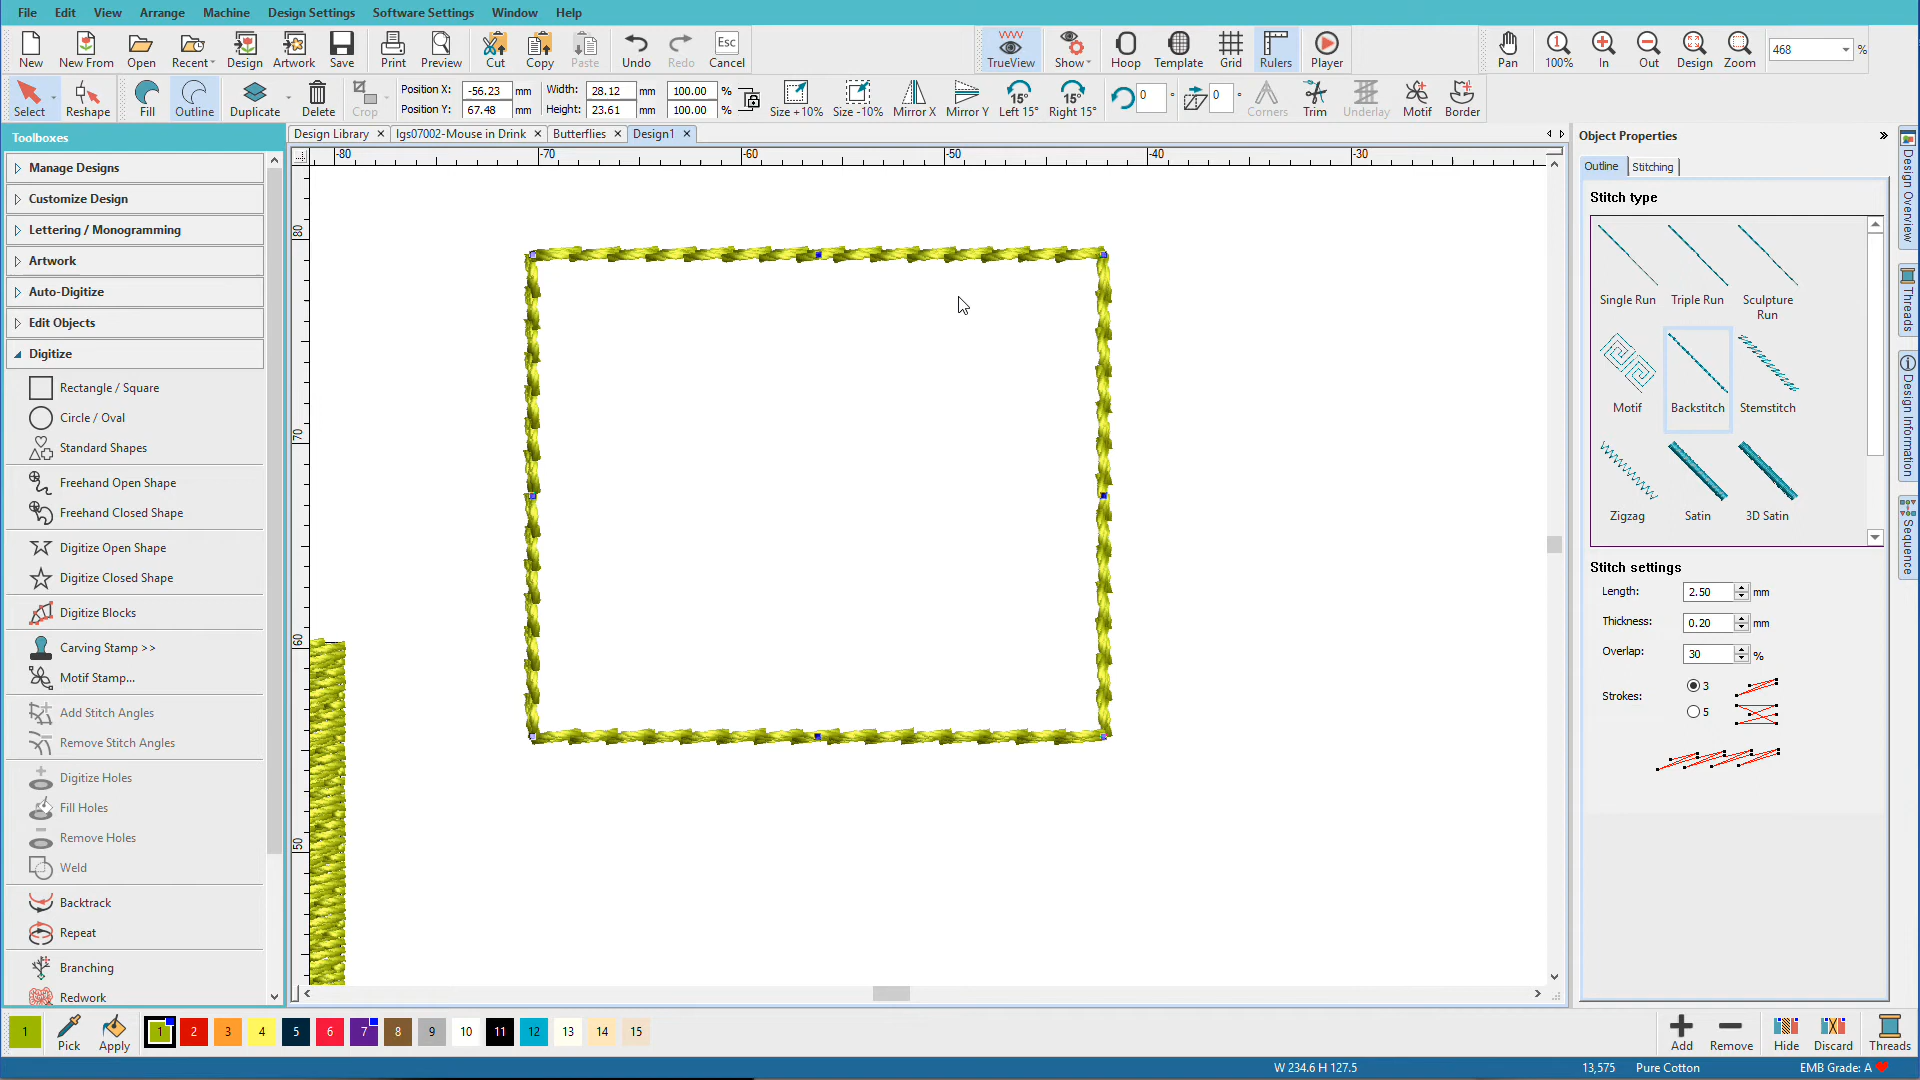 File Edit View Arrange Machine Design Settings Software Settings Window Help
New New From Open Recent Design Artwork Save Print Preview Cut Copy Paste Undo Redo Esc Cancel TrueView Show Hoop Template Grid Rulers Player Pan 1 100% In Out Design Zoom 468 %
Select Reshape Fill Outline Duplicate Delete Crop
Position X: -56.23 mm Width: 28.12 mm 100.00 %
Position Y: 67.48 mm Height: 23.61 mm 100.00 %
Size +10% Size -10% Mirror X Mirror Y 15° Left 15° 15° Right 15° 0 ° 0 ° Corners Trim Underlay Motif Border
Toolboxes
Design Library lgs07002-Mouse in Drink Butterflies Design1
-80 -70 -60 -50 -40 -30
80
70
60
50
Manage Designs
Customize Design
Lettering / Monogramming
Artwork
Auto-Digitize
Edit Objects
Digitize
Rectangle / Square
Circle / Oval
Standard Shapes
Freehand Open Shape
Freehand Closed Shape
Digitize Open Shape
Digitize Closed Shape
Digitize Blocks
Carving Stamp >>
Motif Stamp...
Add Stitch Angles
Remove Stitch Angles
Digitize Holes
Fill Holes
Remove Holes
Weld
Backtrack
Repeat
Branching
Redwork
Object Properties
Outline Stitching
Stitch type
Single Run Triple Run Sculpture Run
Motif Backstitch Stemstitch
Zigzag Satin 3D Satin
Stitch settings
Length: 2.50 mm
Thickness: 0.20 mm
Overlap: 30 %
Strokes: 3
5
Design Overview
Threads
Design Information
Sequence
1 Pick Apply 1 2 3 4 5 6 7 8 9 10 11 12 13 14 15 Add Remove Hide Discard Threads
W 234.6 H 127.5 13,575 Pure Cotton EMB Grade: A